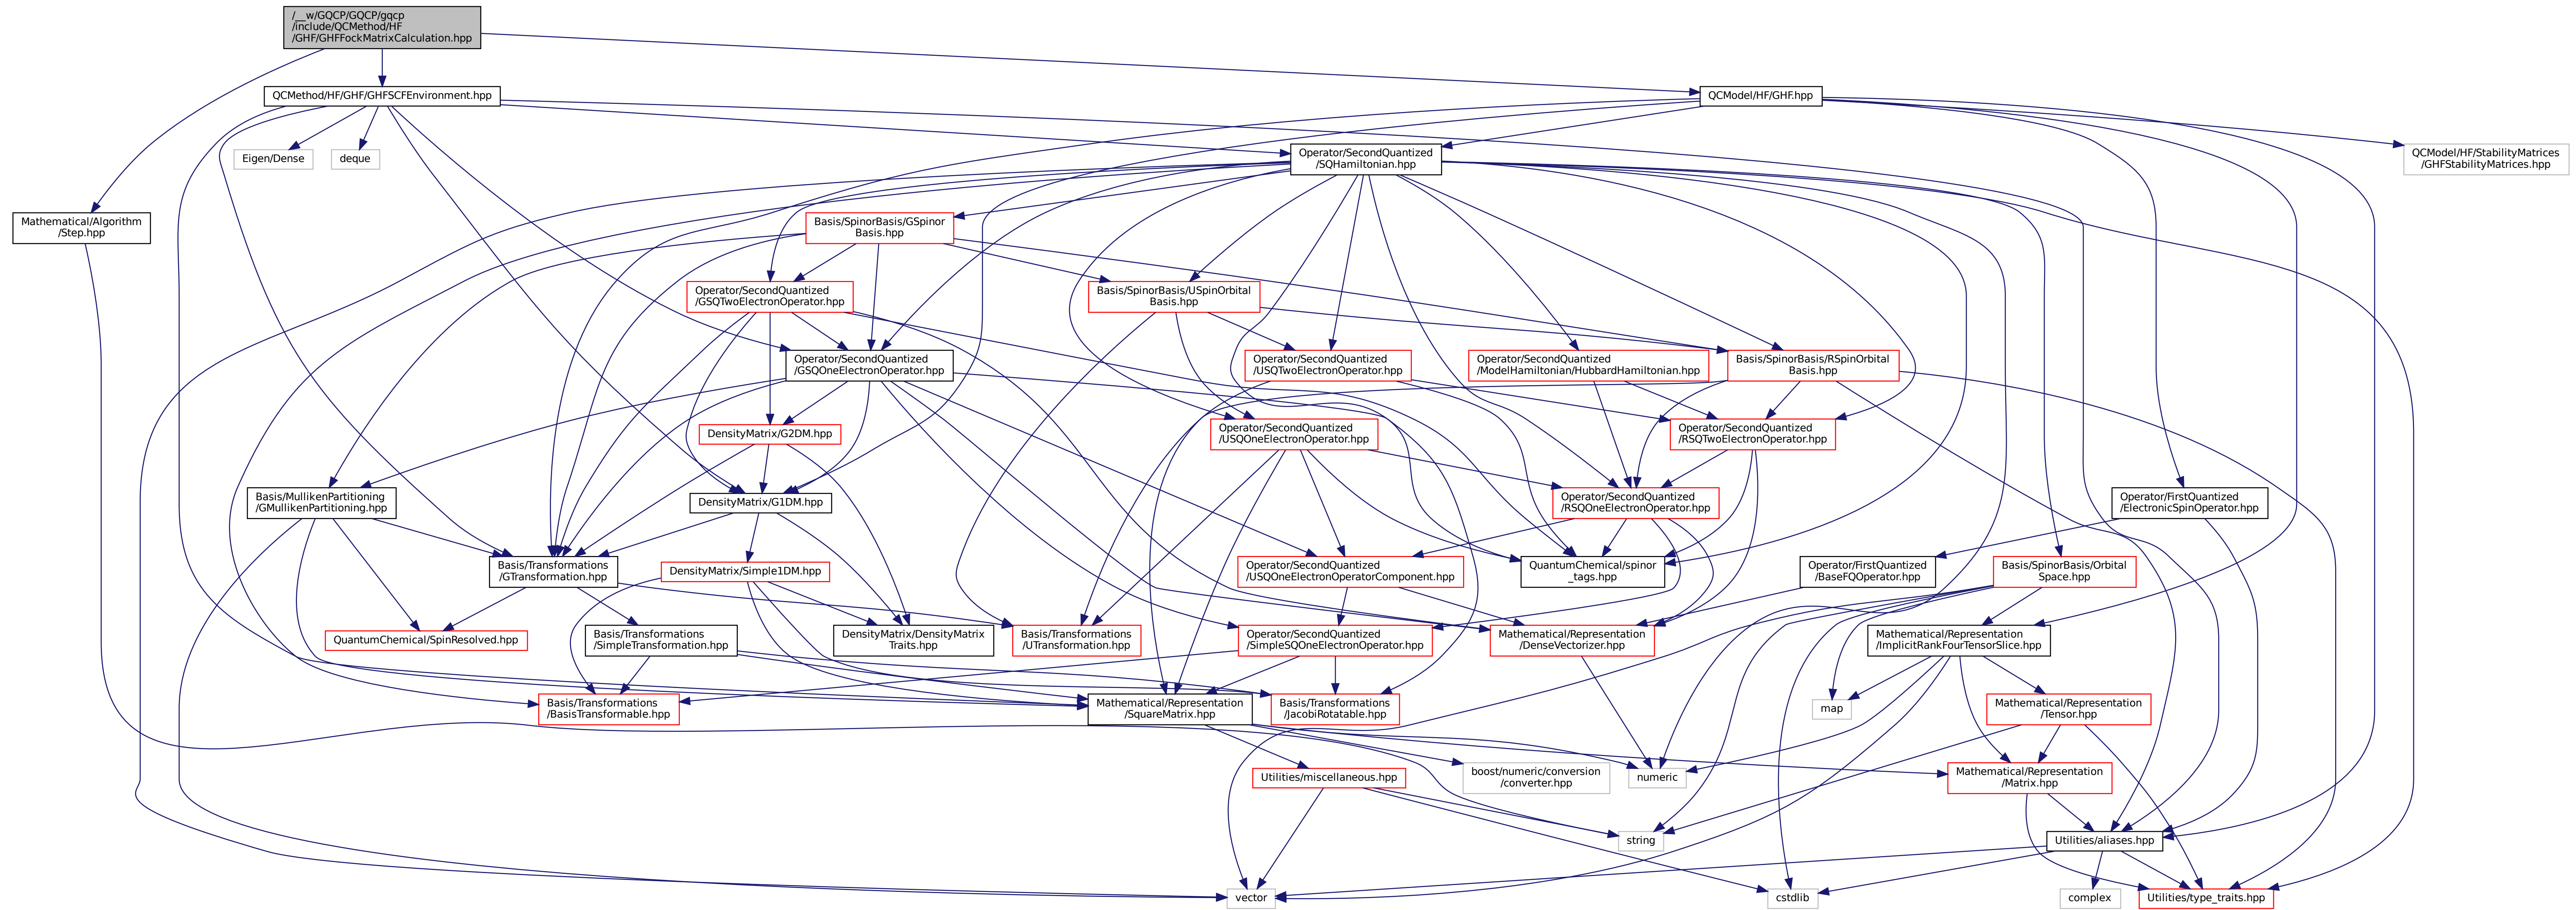 /__w/GQCP/GQCP/gqcp
/include/QCMethod/HF
/GHF/GHFFockMatrixCalculation.hpp
QCMethod/HF/GHF/GHFSCFEnvironment.hpp
QCModel/HF/GHF.hpp
Eigen/Dense
deque
Operator/SecondQuantized
/SQHamiltonian.hpp
QCModel/HF/StabilityMatrices
/GHFStabilityMatrices.hpp
Mathematical/Algorithm
/Step.hpp
Basis/SpinorBasis/GSpinor
Basis.hpp
Operator/SecondQuantized
/GSQTwoElectronOperator.hpp
Basis/SpinorBasis/USpinOrbital
Basis.hpp
Operator/SecondQuantized
/GSQOneElectronOperator.hpp
Operator/SecondQuantized
/USQTwoElectronOperator.hpp
Operator/SecondQuantized
/ModelHamiltonian/HubbardHamiltonian.hpp
Basis/SpinorBasis/RSpinOrbital
Basis.hpp
DensityMatrix/G2DM.hpp
Operator/SecondQuantized
/USQOneElectronOperator.hpp
Operator/SecondQuantized
/RSQTwoElectronOperator.hpp
Basis/MullikenPartitioning
/GMullikenPartitioning.hpp
DensityMatrix/G1DM.hpp
Operator/SecondQuantized
/RSQOneElectronOperator.hpp
Operator/FirstQuantized
/ElectronicSpinOperator.hpp
Basis/Transformations
/GTransformation.hpp
DensityMatrix/Simple1DM.hpp
Operator/SecondQuantized
/USQOneElectronOperatorComponent.hpp
QuantumChemical/spinor
_tags.hpp
Operator/FirstQuantized
/BaseFQOperator.hpp
Basis/SpinorBasis/Orbital
Space.hpp
QuantumChemical/SpinResolved.hpp
Basis/Transformations
/SimpleTransformation.hpp
DensityMatrix/DensityMatrix
Traits.hpp
Basis/Transformations
/UTransformation.hpp
Operator/SecondQuantized
/SimpleSQOneElectronOperator.hpp
Mathematical/Representation
/DenseVectorizer.hpp
Mathematical/Representation
/ImplicitRankFourTensorSlice.hpp
Basis/Transformations
/BasisTransformable.hpp
Mathematical/Representation
/SquareMatrix.hpp
Basis/Transformations
/JacobiRotatable.hpp
map
Mathematical/Representation
/Tensor.hpp
Utilities/miscellaneous.hpp
boost/numeric/conversion
/converter.hpp
numeric
Mathematical/Representation
/Matrix.hpp
string
Utilities/aliases.hpp
vector
cstdlib
complex
Utilities/type_traits.hpp